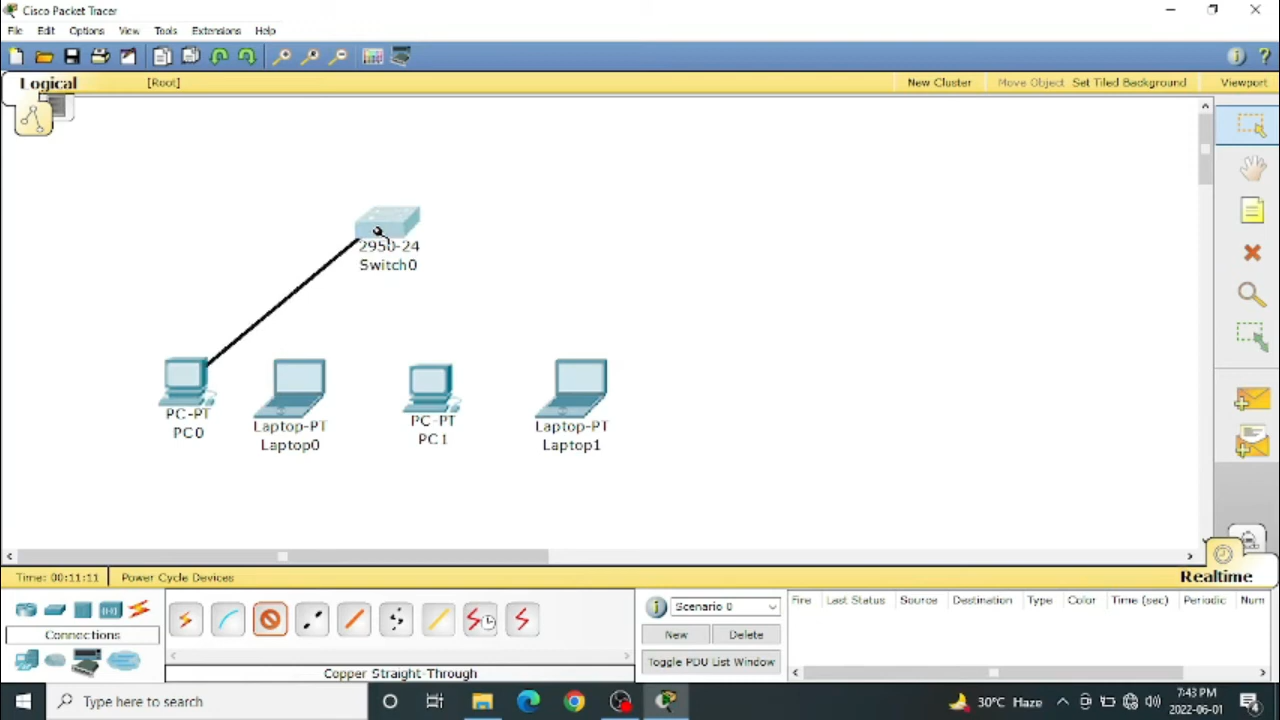 Cisco Packet Tracer
File Edit Options View Tools Extensions Help
Logical [Root] New Cluster Move Object Set Tiled Background Viewport
2950-24
Switch0
PC-PT
PC0
Laptop-PT
Laptop0
PC-PT
PC1
Laptop-PT
Laptop1
Time: 00:11:11 Power Cycle Devices Realtime
Scenario 0
Fire Last Status Source Destination Type Color Time (sec) Periodic Num
Connections
New Delete
Toggle PDU List Window
Copper Straight-Through
Type here to search
30°C Haze
7:43 PM
2022-06-01
4